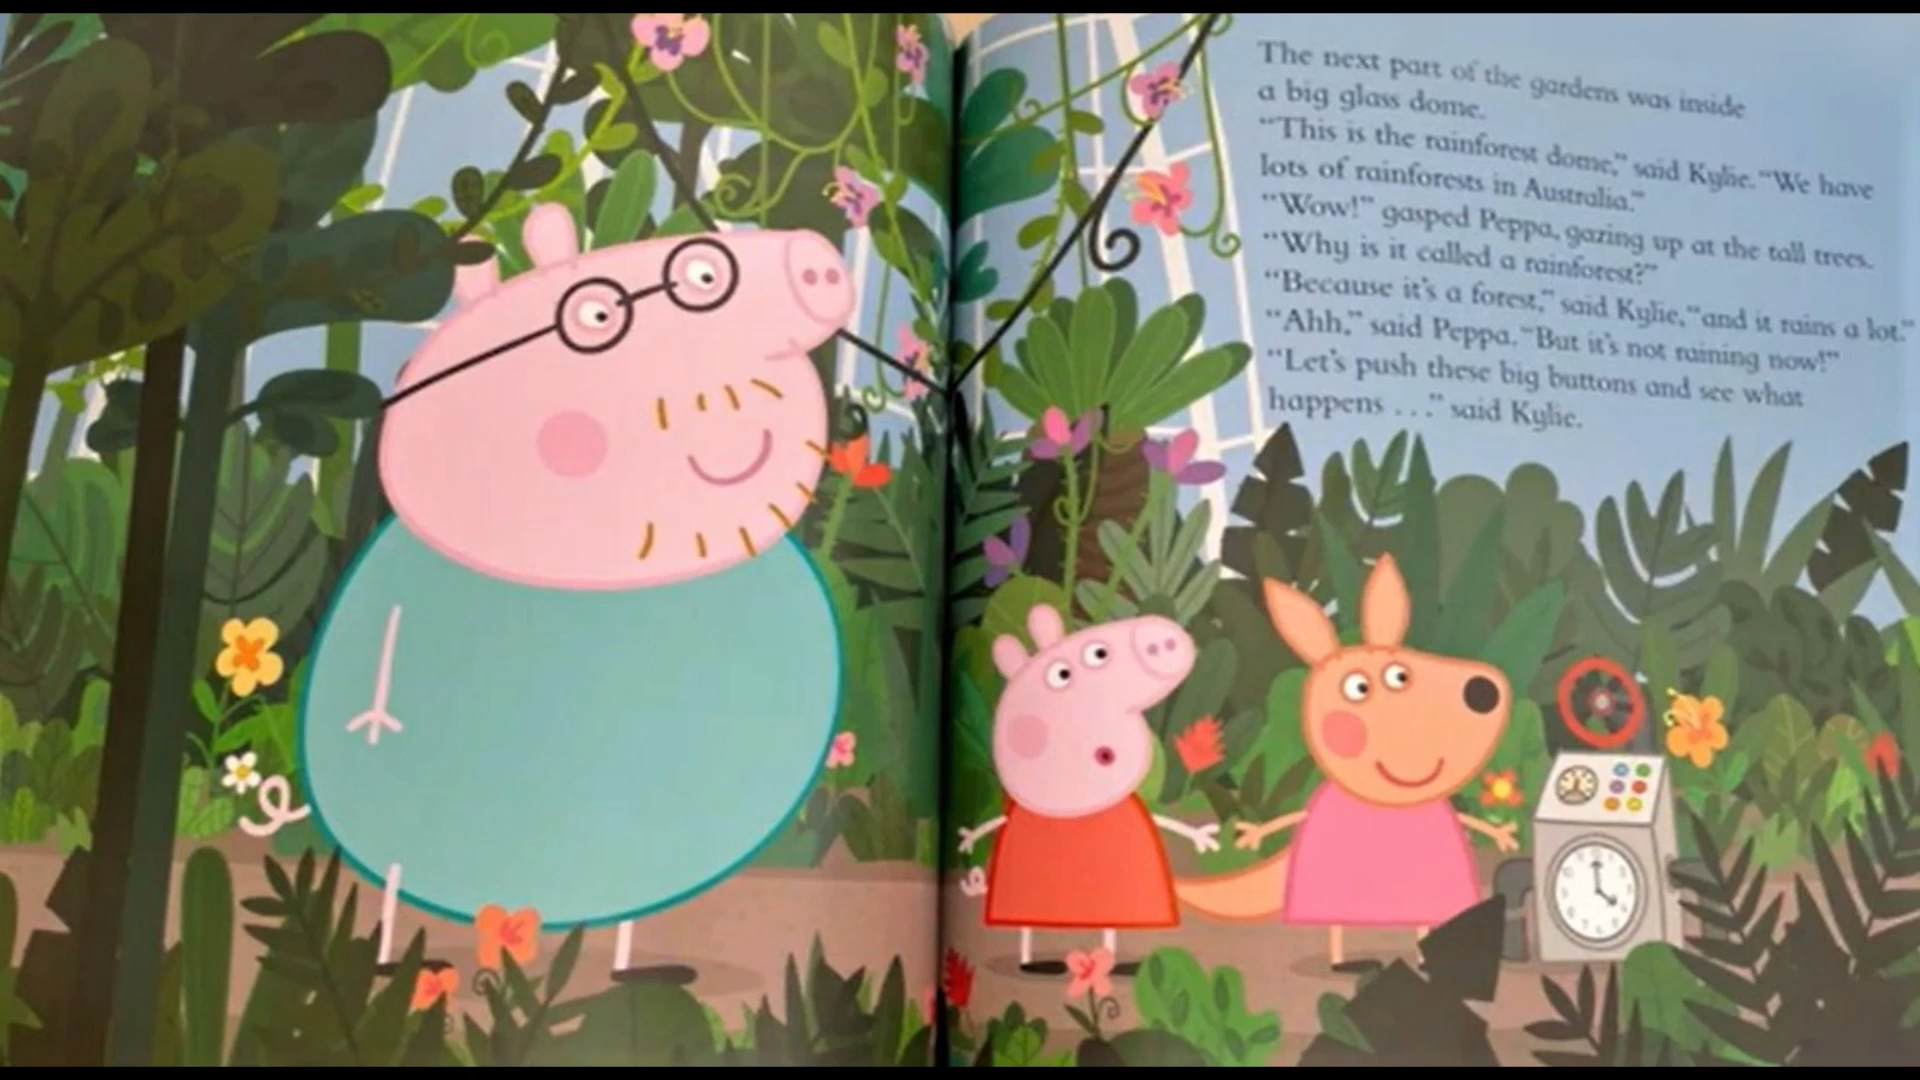 The next part of the gardens was inside
a big glass dome.
"This is the rainforest dome," said Kylie. "We have
lots of rainforests in Australia."
"Wow!" gasped Peppa, gazing up at the tall trees.
"Why is it called a rainforest?"
"Because it's a forest," said Kylie, "and it rains a lot."
"Ahh," said Peppa. "But it's not raining now!"
"Let's push these big buttons and see what
happens . . ." said Kylie.